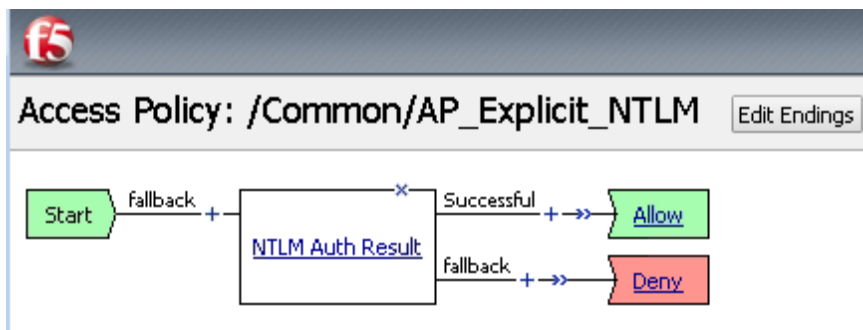 f5
Access Policy: /Common/AP_Explicit_NTLM Edit Endings
Start fallback + NTLM Auth Result × Successful + Allow
fallback + Deny